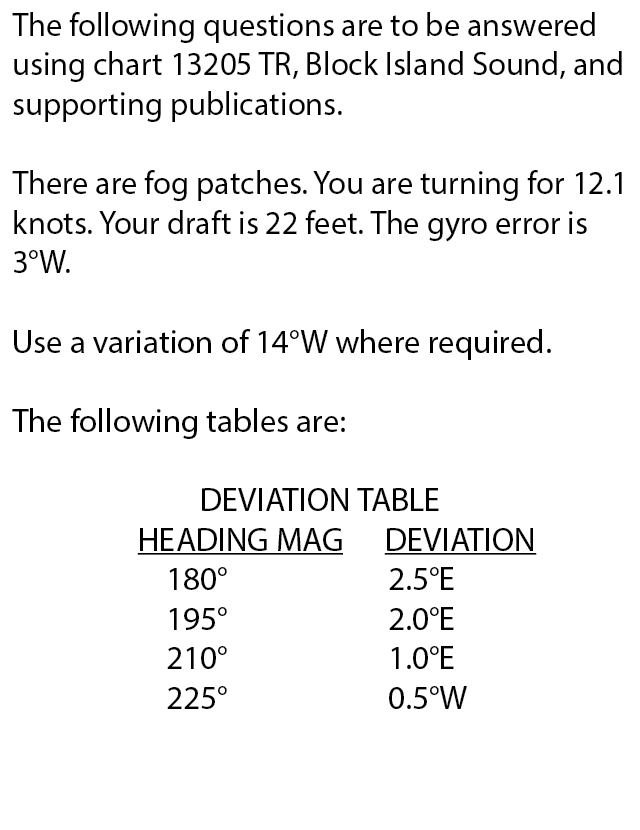 The following questions are to be answered
using chart 13205 TR, Block Island Sound, and
supporting publications.
There are fog patches. You are turning for 12.1
knots. Your draft is 22 feet. The gyro error is
3°W.
Use a variation of 14°W where required.
The following tables are:
DEVIATION TABLE
HEADING MAG DEVIATION
180° 2.5°E
195° 2.0°E
210° 1.0°E
225° 0.5°W